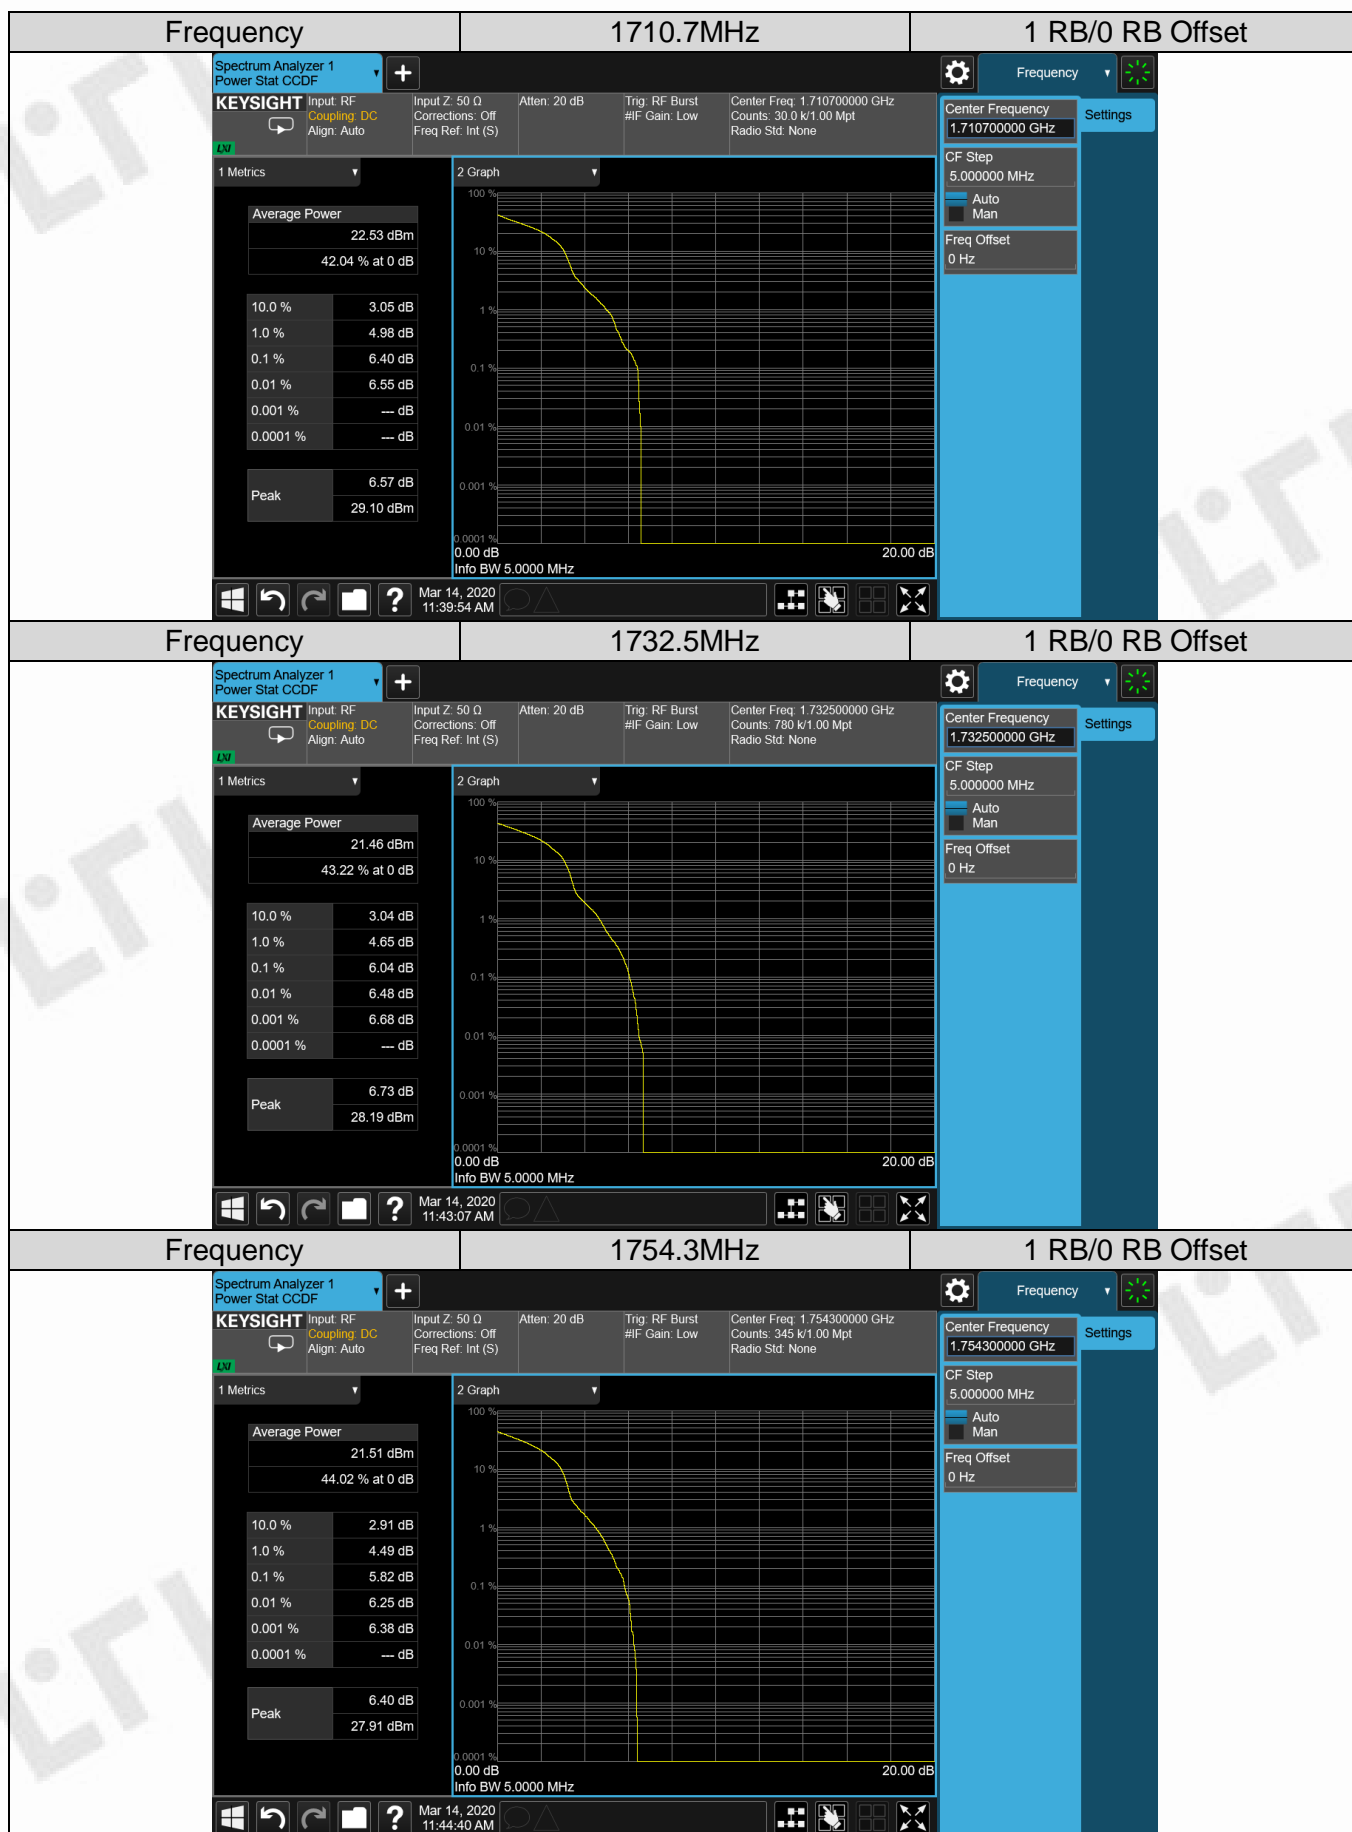 Frequency 1710.7MHz 1 RB/0 RB Offset
Spectrum Analyzer 1
Power Stat CCDF
+
Frequency
KEYSIGHT
LXI
Input: RF
Coupling: DC
Align: Auto
Input Z: 50 Ω
Corrections: Off
Freq Ref: Int (S)
Atten: 20 dB
Trig: RF Burst
#IF Gain: Low
Center Freq: 1.710700000 GHz
Counts: 30.0 k/1.00 Mpt
Radio Std: None
Center Frequency
1.710700000 GHz
Settings
CF Step
5.000000 MHz
Auto
Man
Freq Offset
0 Hz
1 Metrics
Average Power
22.53 dBm
42.04 % at 0 dB
10.0 % 3.05 dB
1.0 % 4.98 dB
0.1 % 6.40 dB
0.01 % 6.55 dB
0.001 % --- dB
0.0001 % --- dB
Peak 6.57 dB
29.10 dBm
2 Graph
100 %
10 %
1 %
0.1 %
0.01 %
0.001 %
0.0001 %
0.00 dB 20.00 dB
Info BW 5.0000 MHz
?
Mar 14, 2020
11:39:54 AM
Frequency 1732.5MHz 1 RB/0 RB Offset
Spectrum Analyzer 1
Power Stat CCDF
+
Frequency
KEYSIGHT
LXI
Input: RF
Coupling: DC
Align: Auto
Input Z: 50 Ω
Corrections: Off
Freq Ref: Int (S)
Atten: 20 dB
Trig: RF Burst
#IF Gain: Low
Center Freq: 1.732500000 GHz
Counts: 780 k/1.00 Mpt
Radio Std: None
Center Frequency
1.732500000 GHz
Settings
CF Step
5.000000 MHz
Auto
Man
Freq Offset
0 Hz
1 Metrics
Average Power
21.46 dBm
43.22 % at 0 dB
10.0 % 3.04 dB
1.0 % 4.65 dB
0.1 % 6.04 dB
0.01 % 6.48 dB
0.001 % 6.68 dB
0.0001 % --- dB
Peak 6.73 dB
28.19 dBm
2 Graph
100 %
10 %
1 %
0.1 %
0.01 %
0.001 %
0.0001 %
0.00 dB 20.00 dB
Info BW 5.0000 MHz
?
Mar 14, 2020
11:43:07 AM
Frequency 1754.3MHz 1 RB/0 RB Offset
Spectrum Analyzer 1
Power Stat CCDF
+
Frequency
KEYSIGHT
LXI
Input: RF
Coupling: DC
Align: Auto
Input Z: 50 Ω
Corrections: Off
Freq Ref: Int (S)
Atten: 20 dB
Trig: RF Burst
#IF Gain: Low
Center Freq: 1.754300000 GHz
Counts: 345 k/1.00 Mpt
Radio Std: None
Center Frequency
1.754300000 GHz
Settings
CF Step
5.000000 MHz
Auto
Man
Freq Offset
0 Hz
1 Metrics
Average Power
21.51 dBm
44.02 % at 0 dB
10.0 % 2.91 dB
1.0 % 4.49 dB
0.1 % 5.82 dB
0.01 % 6.25 dB
0.001 % 6.38 dB
0.0001 % --- dB
Peak 6.40 dB
27.91 dBm
2 Graph
100 %
10 %
1 %
0.1 %
0.01 %
0.001 %
0.0001 %
0.00 dB 20.00 dB
Info BW 5.0000 MHz
?
Mar 14, 2020
11:44:40 AM